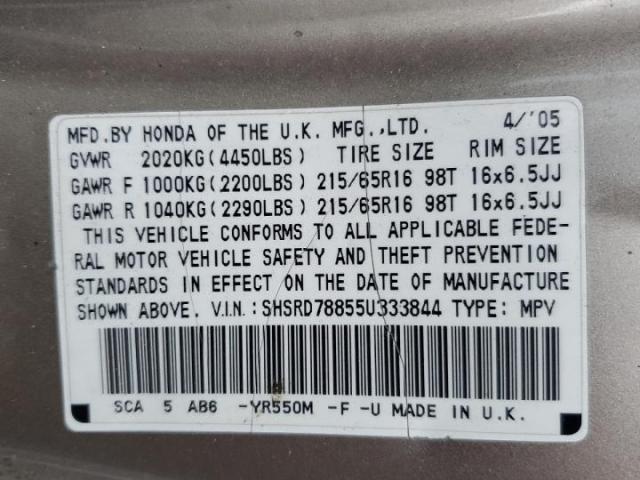 MFD.BY HONDA OF THE U.K. MFG.,LTD. 4/'05
GVWR 2020KG(4450LBS) TIRE SIZE RIM SIZE
GAWR F 1000KG(2200LBS) 215/65R16 98T 16x6.5JJ
GAWR R 1040KG(2290LBS) 215/65R16 98T 16x6.5JJ
THIS VEHICLE CONFORMS TO ALL APPLICABLE FEDE-
RAL MOTOR VEHICLE SAFETY AND THEFT PREVENTION
STANDARDS IN EFFECT ON THE DATE OF MANUFACTURE
SHOWN ABOVE. V.I.N.:SHSRD78855U333844 TYPE: MPV
SCA 5 AB6 -YR550M -F -U MADE IN U.K.